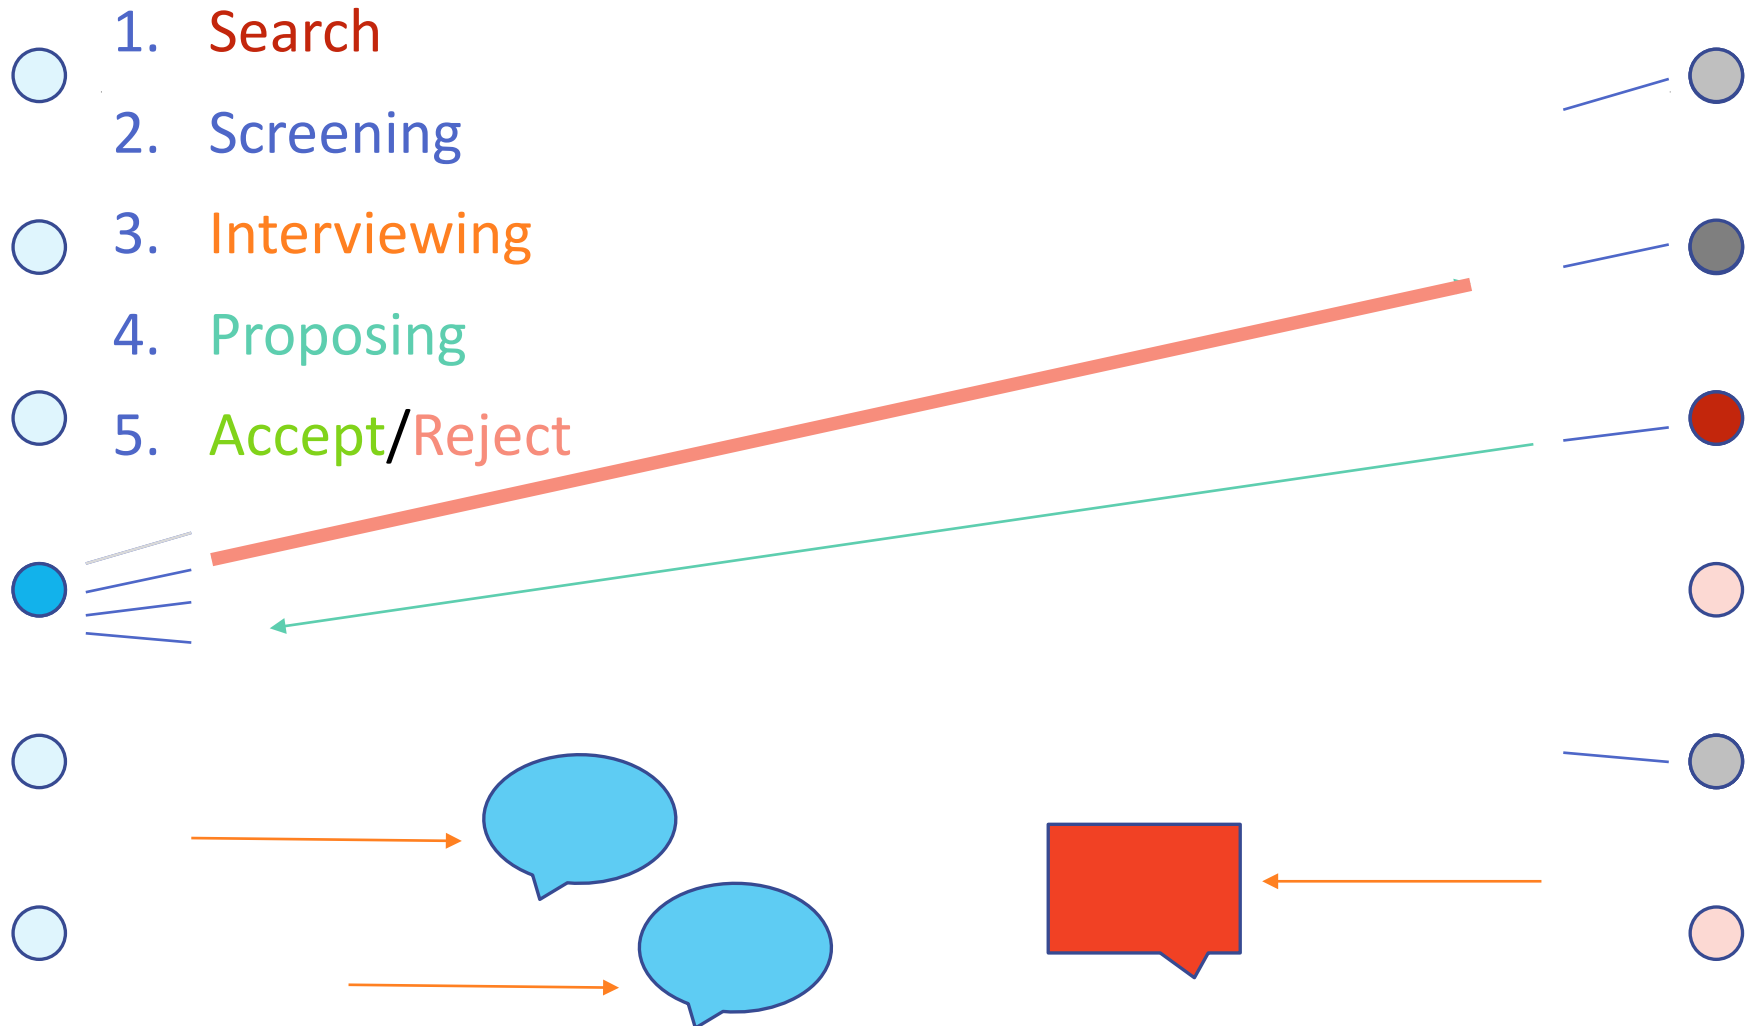 1. Search
2. Screening
3. Interviewing
4. Proposing
5. Accept/Reject